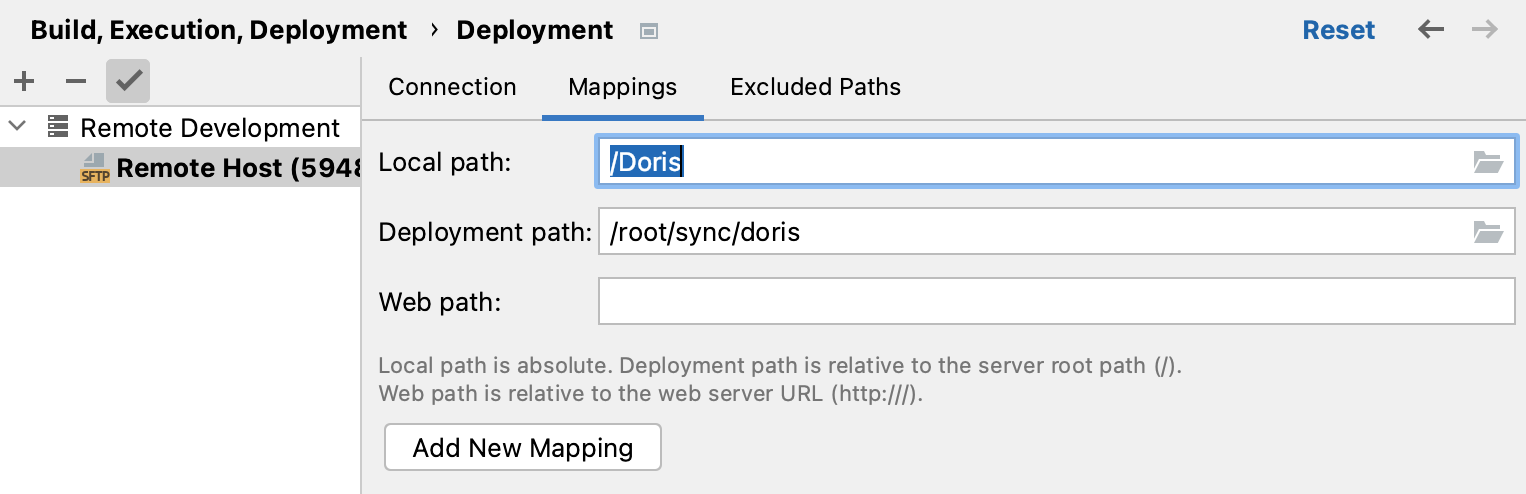 Build, Execution, Deployment › Deployment
Reset
Connection
Mappings
Excluded Paths
Remote Development
SFTP
Remote Host (5948
Local path:
/Doris
Deployment path:
/root/sync/doris
Web path:
Local path is absolute. Deployment path is relative to the server root path (/).
Web path is relative to the web server URL (http:///).
Add New Mapping